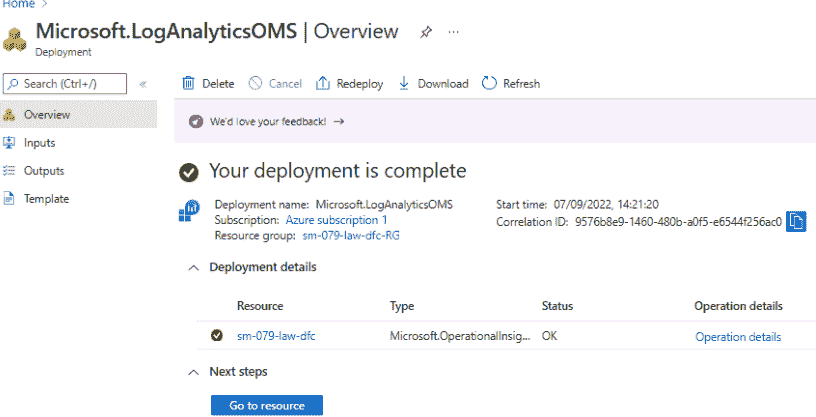 Home >
Microsoft.LogAnalyticsOMS | Overview ...
Deployment
Search (Ctrl+/) «
Delete Cancel Redeploy Download Refresh
Overview
Inputs
Outputs
Template
We'd love your feedback! →
Your deployment is complete
Deployment name: Microsoft.LogAnalyticsOMS
Subscription: Azure subscription 1
Resource group: sm-079-law-dfc-RG
Start time: 07/09/2022, 14:21:20
Correlation ID: 9576b8e9-1460-480b-a0f5-e6544f256ac0
Deployment details
Resource Type Status Operation details
sm-079-law-dfc Microsoft.OperationalInsig... OK Operation details
Next steps
Go to resource